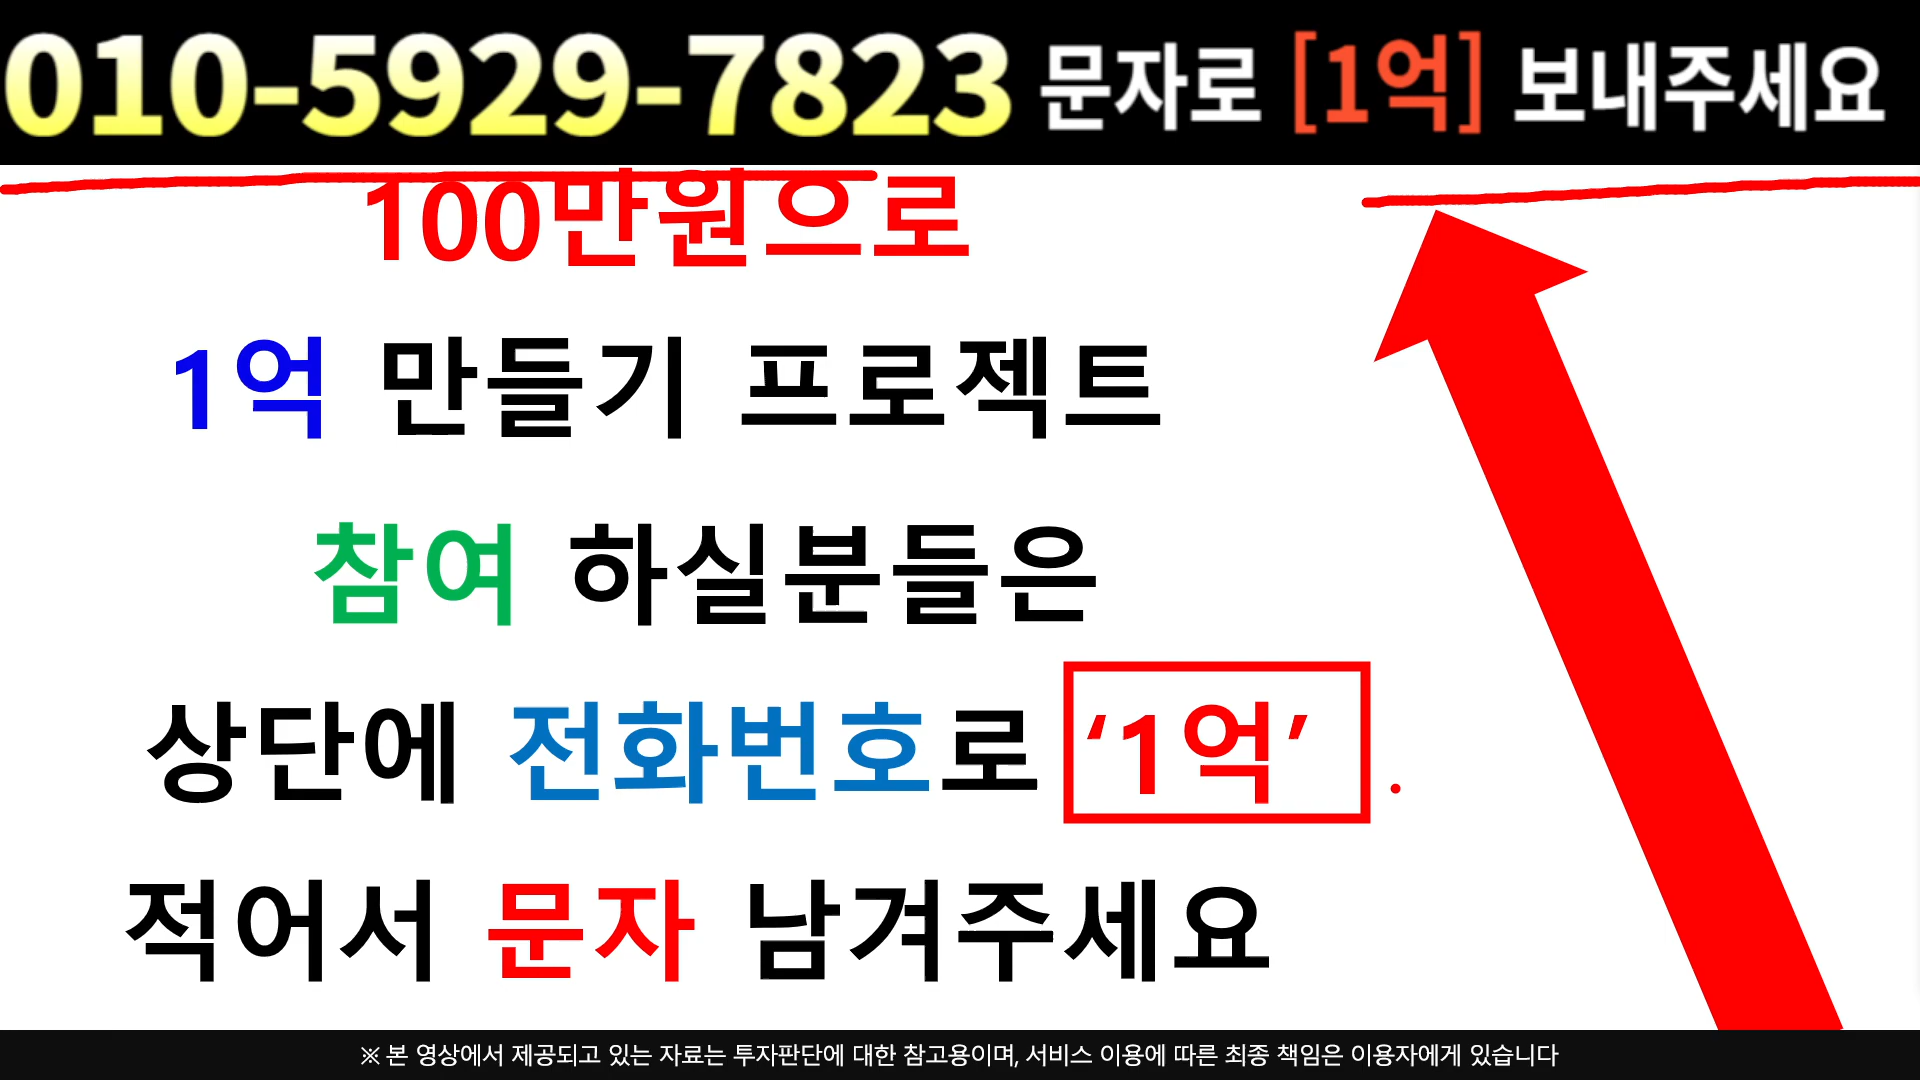 010-5929-7823 문자로 [1억] 보내주세요
100만원으로
1억 만들기 프로젝트
참여 하실분들은
상단에 전화번호로 ‘1억’ .
적어서 문자 남겨주세요
※ 본 영상에서 제공되고 있는 자료는 투자판단에 대한 참고용이며, 서비스 이용에 따른 최종 책임은 이용자에게 있습니다